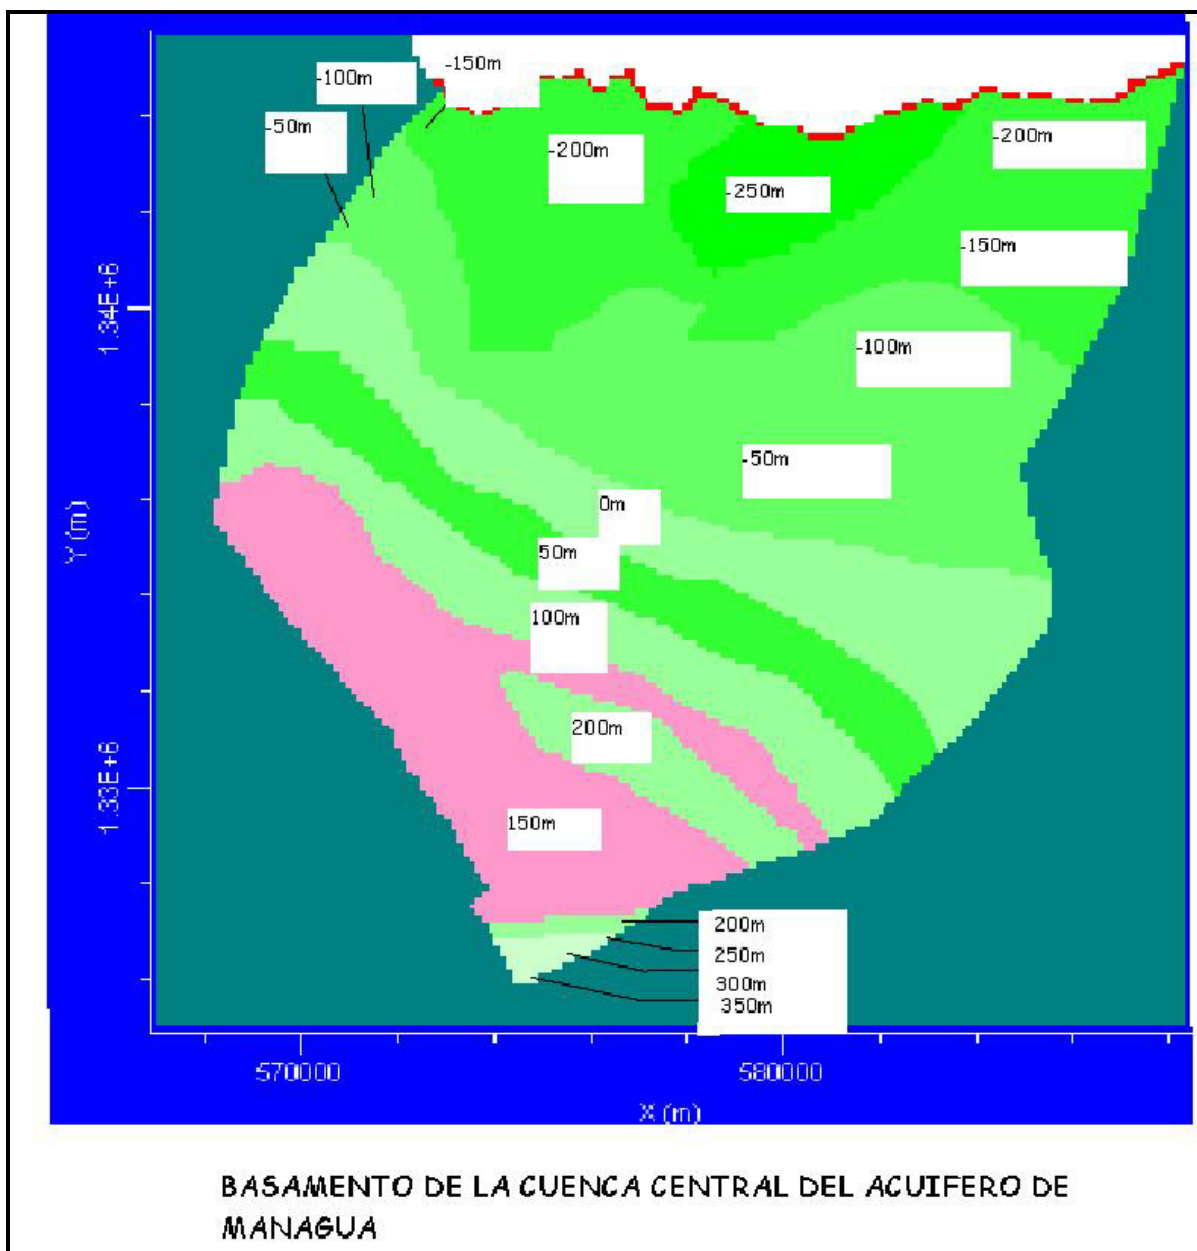 -150m
-100m
-50m
-200m
-200m
-250m
-150m
1.34E+6
-100m
-50m
0m
Y (m)
50m
100m
200m
1.33E+6
150m
200m
250m
300m
350m
570000
580000
X (m)
BASAMENTO DE LA CUENCA CENTRAL DEL ACUIFERO DE
MANAGUA